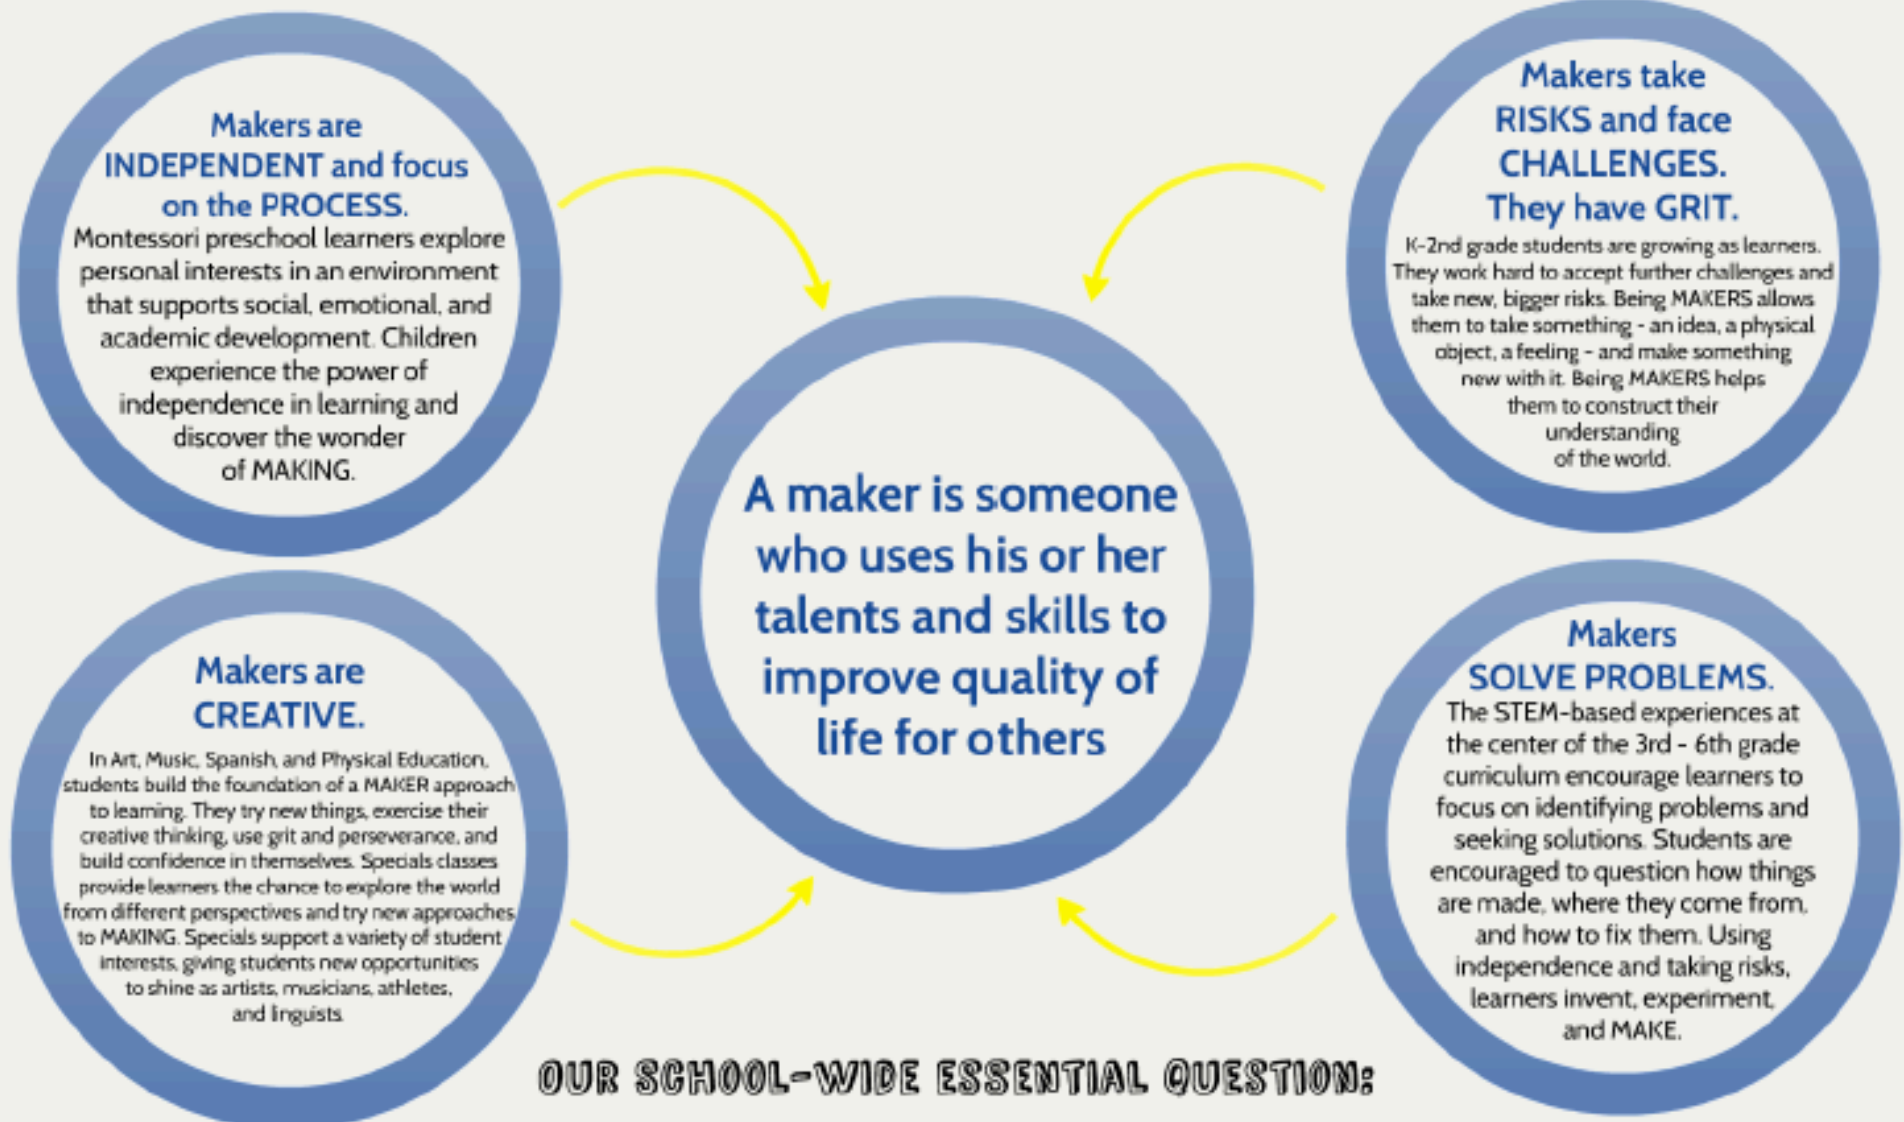 Makers are
INDEPENDENT and focus
on the PROCESS.
Montessori preschool learners explore
personal interests in an environment
that supports social, emotional, and
academic development. Children
experience the power of
independence in learning and
discover the wonder
of MAKING.
Makers take
RISKS and face
CHALLENGES.
They have GRIT.
K-2nd grade students are growing as learners.
They work hard to accept further challenges and
take new, bigger risks. Being MAKERS allows
them to take something - an idea, a physical
object, a feeling - and make something
new with it. Being MAKERS helps
them to construct their
understanding
of the world.
A maker is someone
who uses his or her
talents and skills to
improve quality of
life for others
Makers are
CREATIVE.
In Art, Music, Spanish, and Physical Education,
students build the foundation of a MAKER approach
to learning. They try new things, exercise their
creative thinking, use grit and perseverance, and
build confidence in themselves. Specials classes
provide learners the chance to explore the world
from different perspectives and try new approaches
to MAKING. Specials support a variety of student
interests, giving students new opportunities
to shine as artists, musicians, athletes,
and linguists.
Makers
SOLVE PROBLEMS.
The STEM-based experiences at
the center of the 3rd - 6th grade
curriculum encourage learners to
focus on identifying problems and
seeking solutions. Students are
encouraged to question how things
are made, where they come from,
and how to fix them. Using
independence and taking risks,
learners invent, experiment,
and MAKE.
OUR SCHOOL-WIDE ESSENTIAL QUESTION: